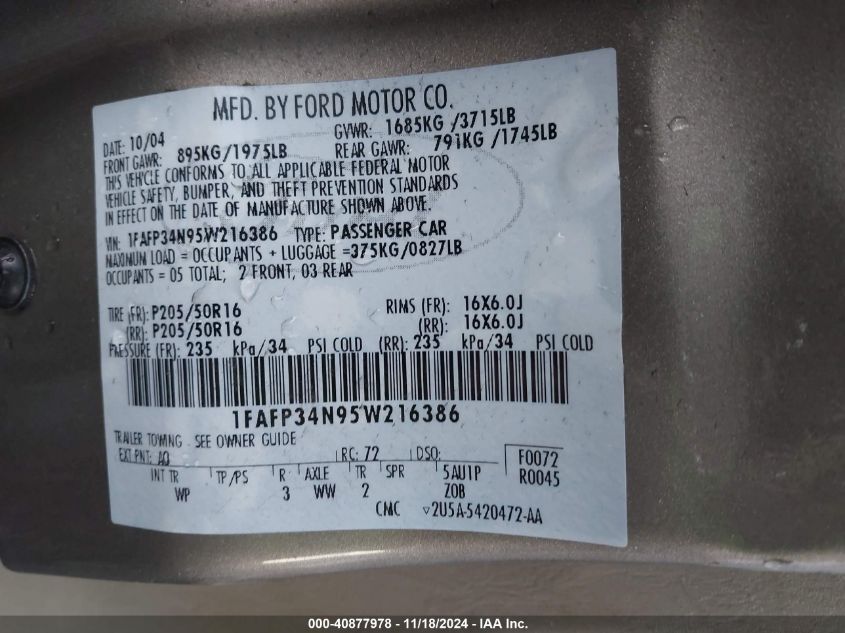 MFD. BY FORD MOTOR CO.
DATE: 10/04 GVWR: 1685KG /3715LB
FRONT GAWR: 895KG/1975LB REAR GAWR: 791KG /1745LB
THIS VEHICLE CONFORMS TO ALL APPLICABLE FEDERAL MOTOR
VEHICLE SAFETY, BUMPER, AND THEFT PREVENTION STANDARDS
IN EFFECT ON THE DATE OF MANUFACTURE SHOWN ABOVE.
VIN: 1FAFP34N95W216386 TYPE: PASSENGER CAR
MAXIMUM LOAD = OCCUPANTS + LUGGAGE =375KG/0827LB
OCCUPANTS = 05 TOTAL; 2 FRONT, 03 REAR
TIRE (FR): P205/50R16 RIMS (FR): 16X6.0J
(RR): P205/50R16 (RR): 16X6.0J
PRESSURE (FR): 235 kPa/34 PSI COLD (RR): 235 kPa/34 PSI COLD
1FAFP34N95W216386
TRAILER TOWING - SEE OWNER GUIDE
EXT PNT: AQ RC: 72 DSO: F0072
INT TR TP/PS R AXLE TR SPR 5AU1P R0045
WP 3 WW 2 ZOB
CMC ▿2U5A-5420472-AA
000-40877978 - 11/18/2024 - IAA Inc.